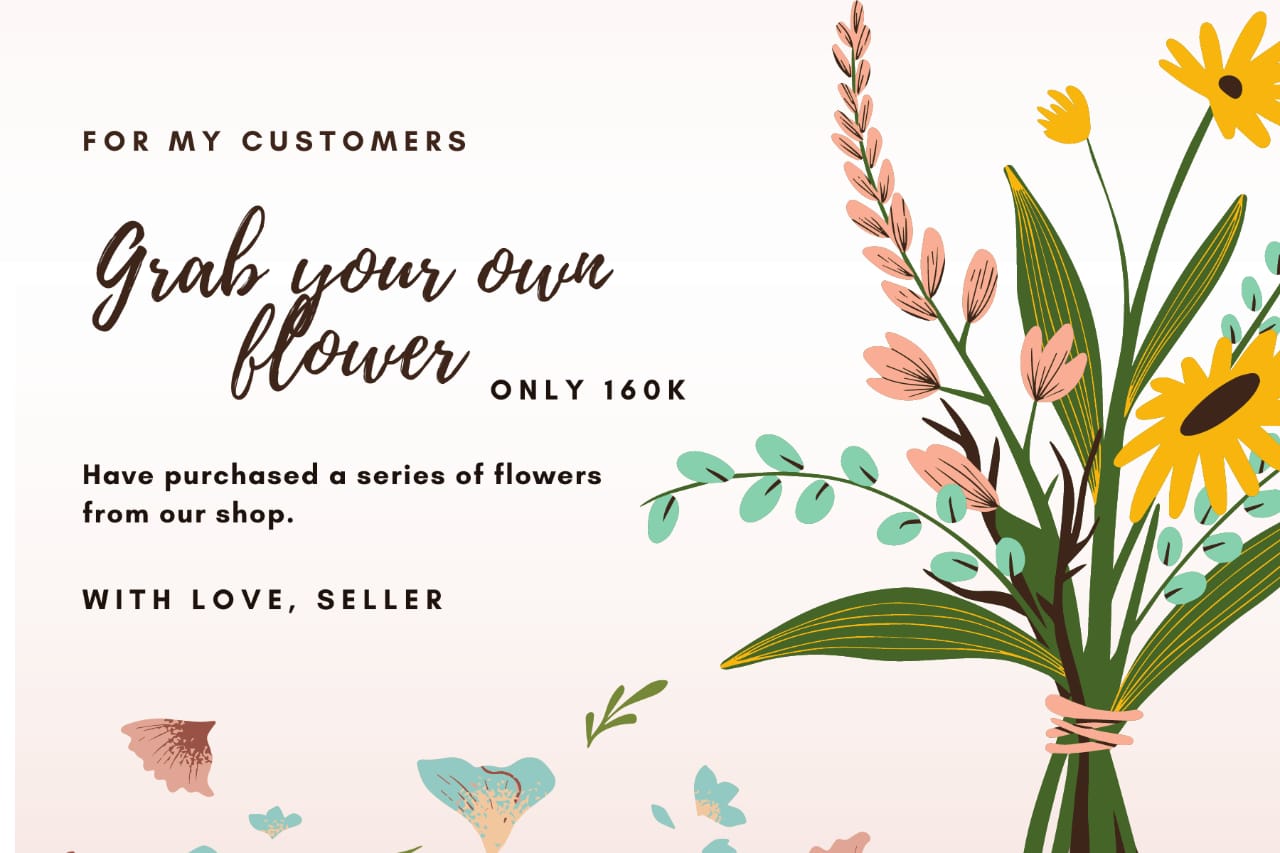 FOR MY CUSTOMERS
Grab your own
flower
ONLY 160K
Have purchased a series of flowers
from our shop.
WITH LOVE, SELLER